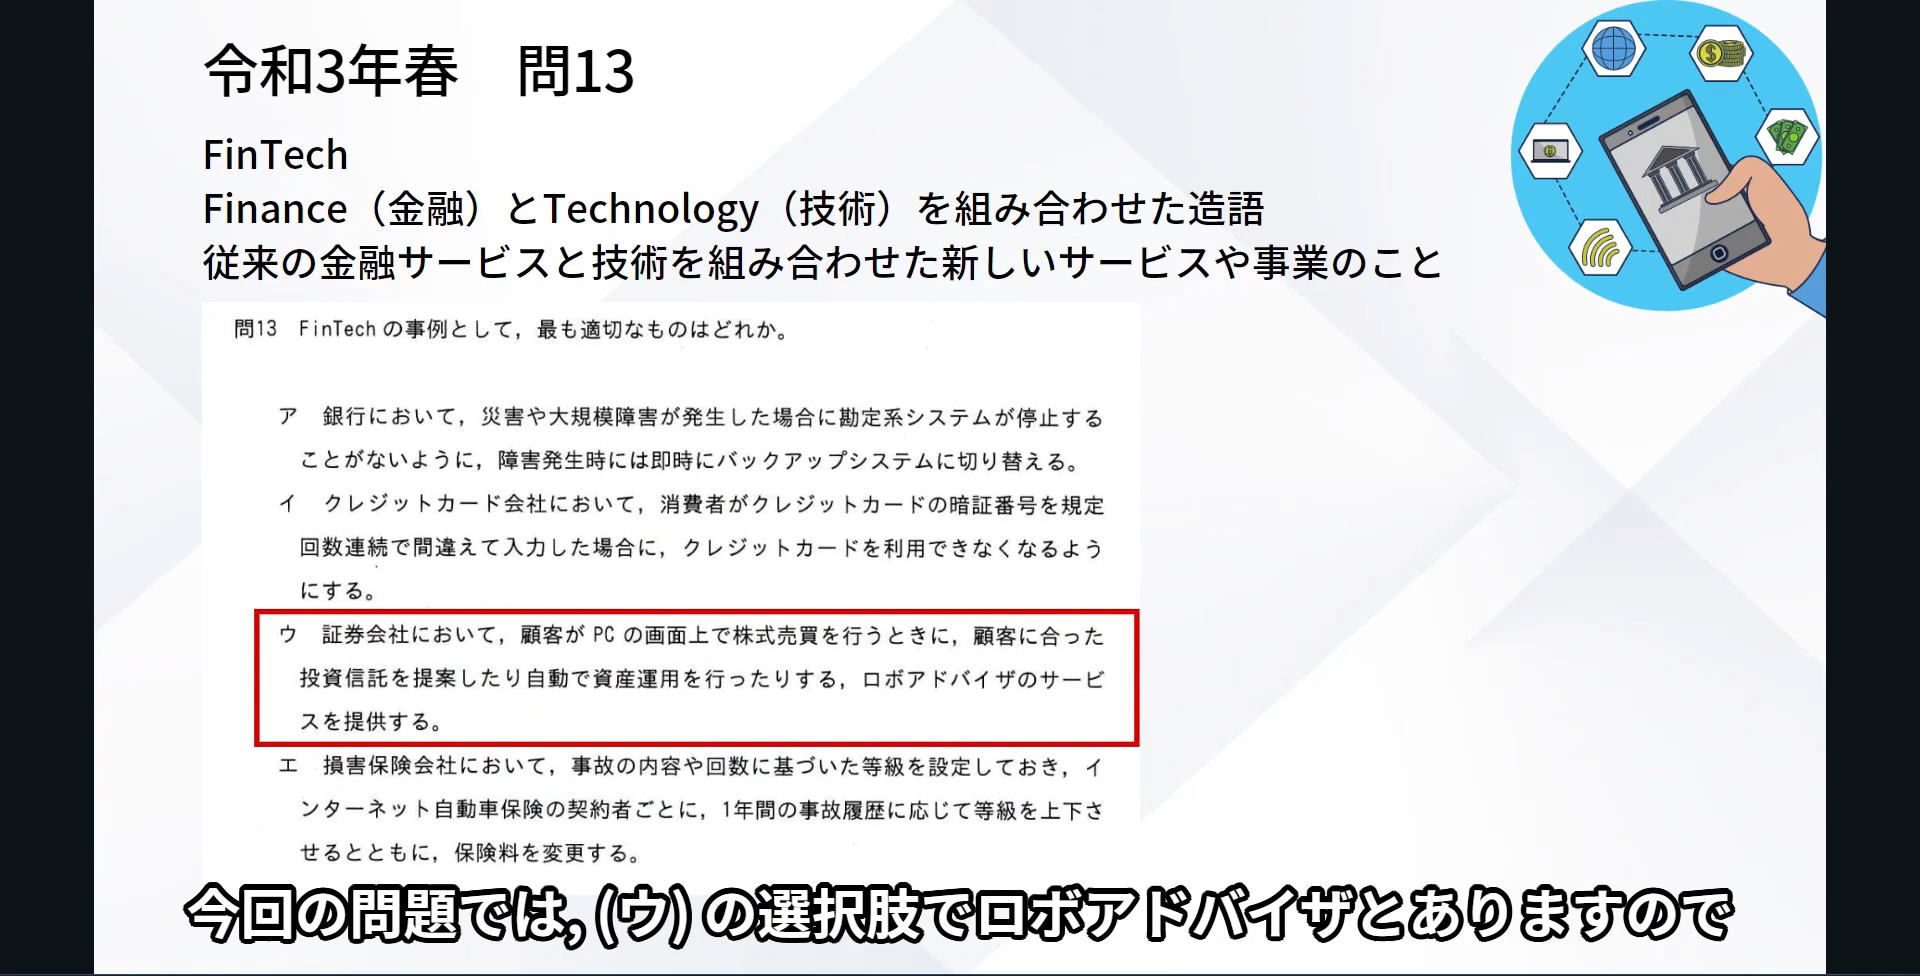 令和3年春　問13
FinTech
Finance（金融）とTechnology（技術）を組み合わせた造語
従来の金融サービスと技術を組み合わせた新しいサービスや事業のこと
問13　FinTech の事例として，最も適切なものはどれか。
ア　銀行において，災害や大規模障害が発生した場合に勘定系システムが停止する
ことがないように，障害発生時には即時にバックアップシステムに切り替える。
イ　クレジットカード会社において，消費者がクレジットカードの暗証番号を規定
回数連続で間違えて入力した場合に，クレジットカードを利用できなくなるよう
にする。
ウ　証券会社において，顧客が PC の画面上で株式売買を行うときに，顧客に合った
投資信託を提案したり自動で資産運用を行ったりする，ロボアドバイザのサービ
スを提供する。
エ　損害保険会社において，事故の内容や回数に基づいた等級を設定しておき，イ
ンターネット自動車保険の契約者ごとに，1年間の事故履歴に応じて等級を上下さ
せるとともに，保険料を変更する。
今回の問題では,(ウ)の選択肢でロボアドバイザとありますので